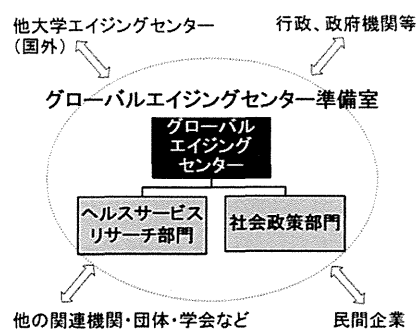 他大学エイジングセンター
(国外)
行政、政府機関等
グローバルエイジングセンター準備室
グローバル
エイジング
センター
ヘルスサービス
リサーチ部門
社会政策部門
他の関連機関・団体・学会など
民間企業